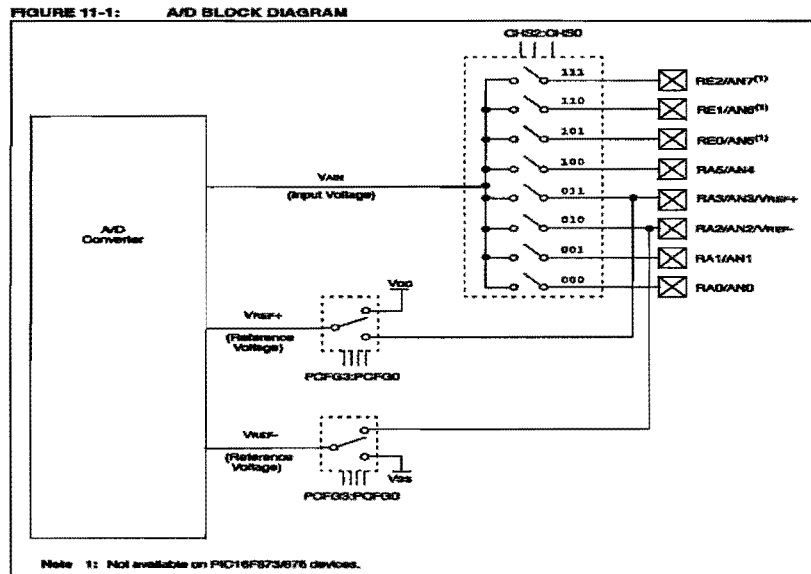 FIGURE 11-1: A/D BLOCK DIAGRAM
CHS2:CHS0
111
RE2/AN7(1)
110
RE1/AN6(1)
101
RE0/AN5(1)
100
RA5/AN4
VAIN
(Input Voltage)
011
RA3/AN3/VREF+
010
RA2/AN2/VREF-
A/D
Converter
001
RA1/AN1
000
RA0/AN0
VDD
VREF+
(Reference
Voltage)
PCFG3:PCFG0
VREF-
(Reference
Voltage)
VSS
PCFG3:PCFG0
Note 1: Not available on PIC16F873/876 devices.